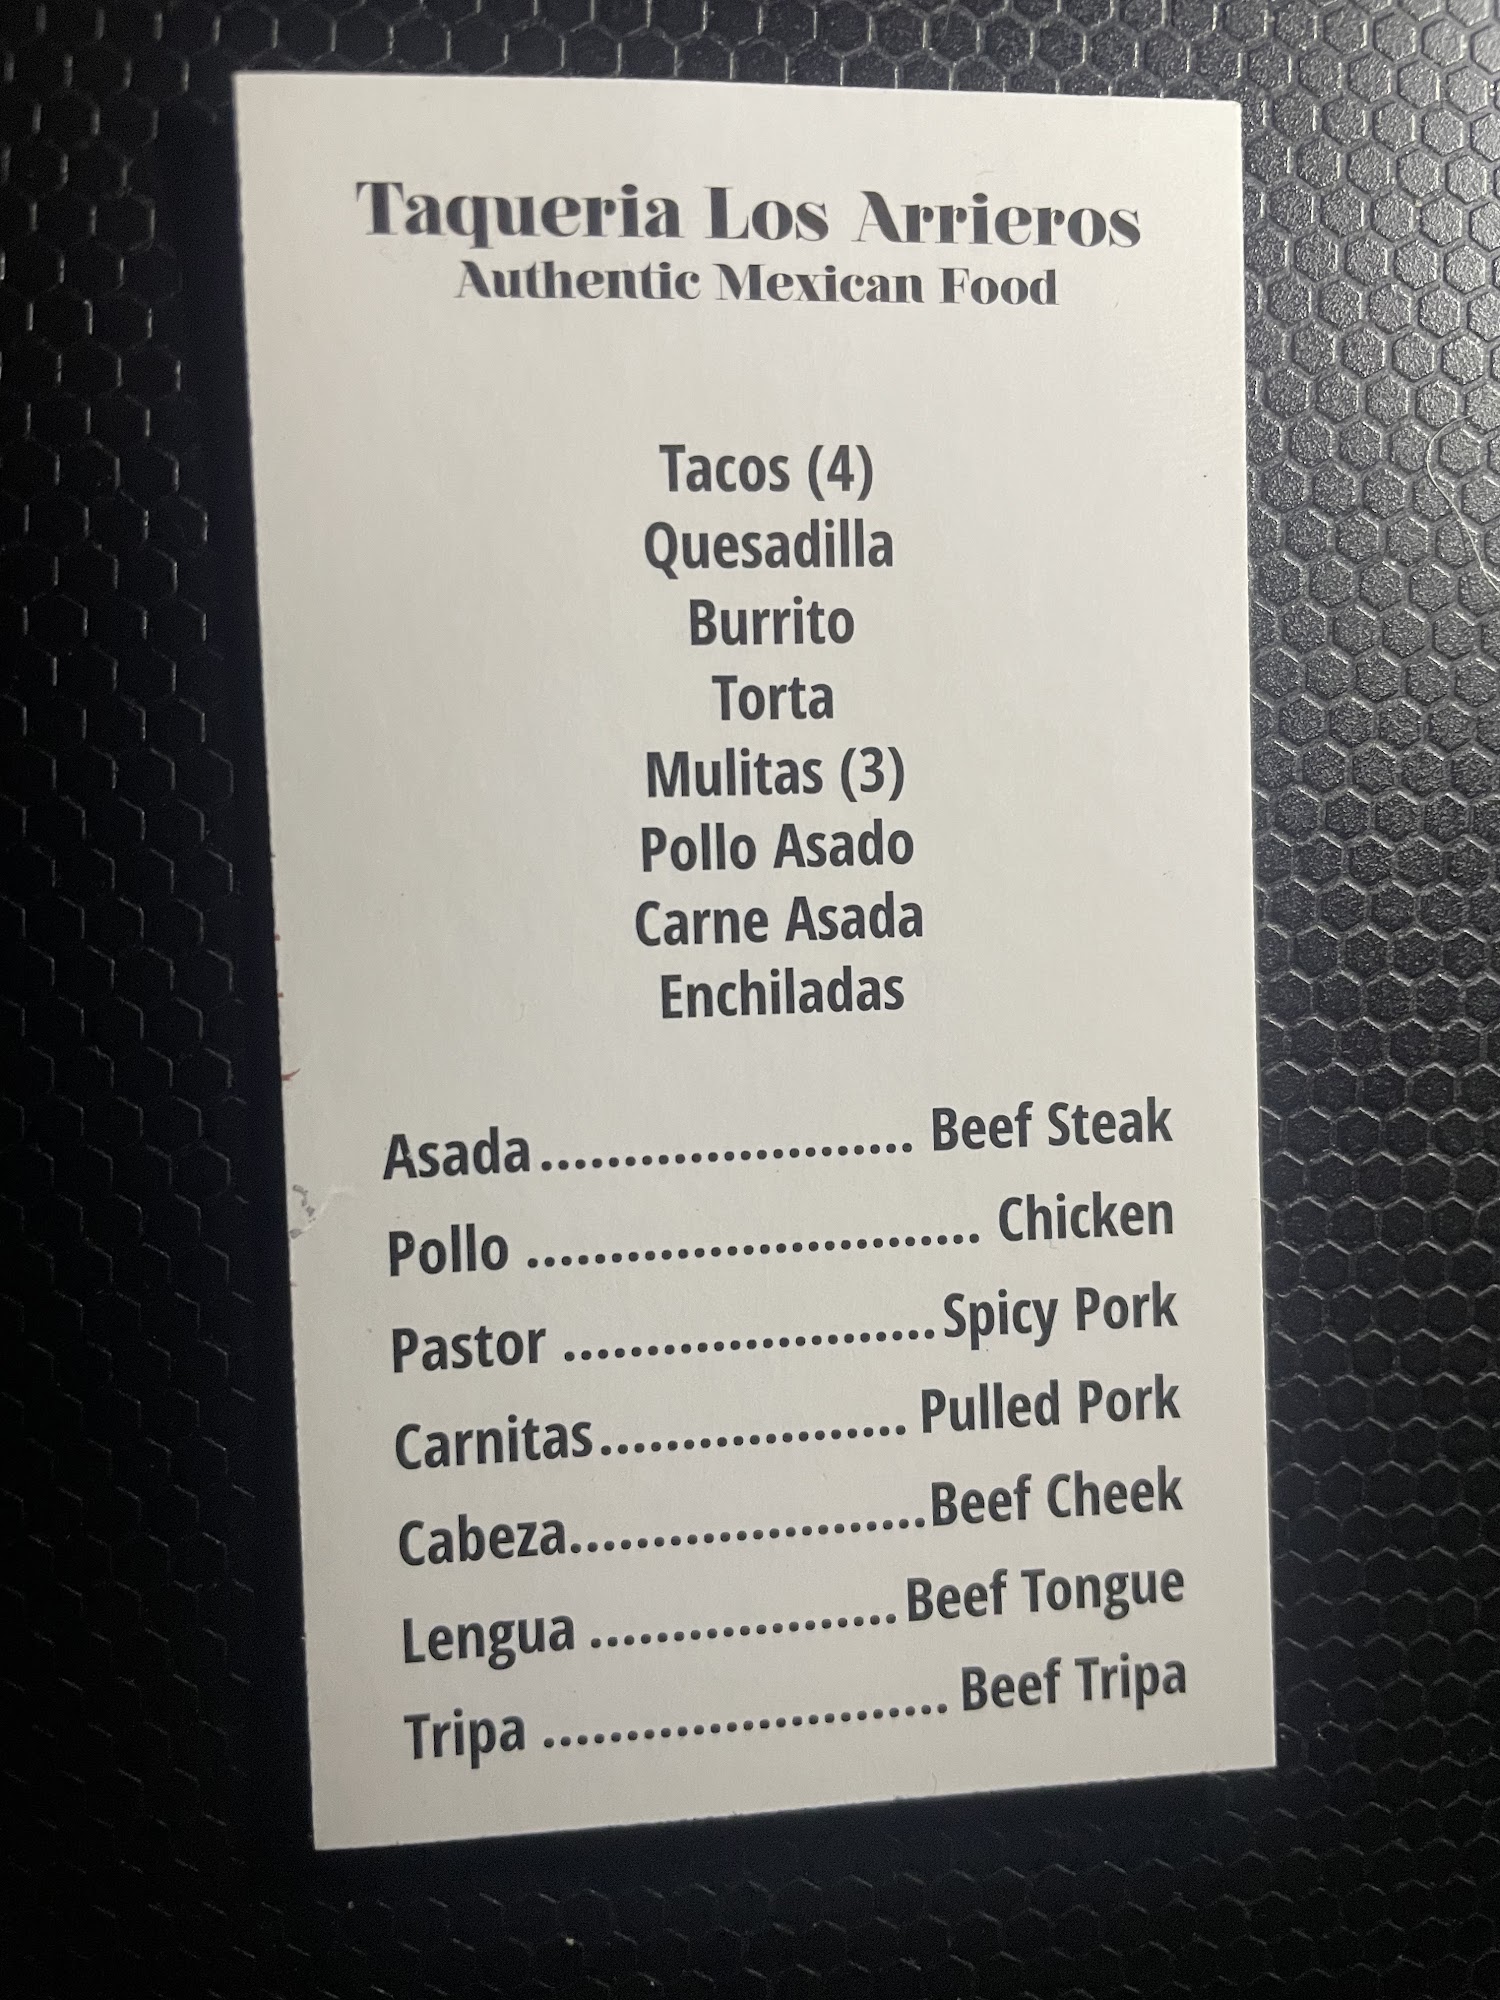 Taqueria Los Arrieros
Authentic Mexican Food
Tacos (4)
Quesadilla
Burrito
Torta
Mulitas (3)
Pollo Asado
Carne Asada
Enchiladas
Asada....................... Beef Steak
Pollo ............................ Chicken
Pastor .......................Spicy Pork
Carnitas................... Pulled Pork
Cabeza......................Beef Cheek
Lengua ...................Beef Tongue
Tripa ......................... Beef Tripa